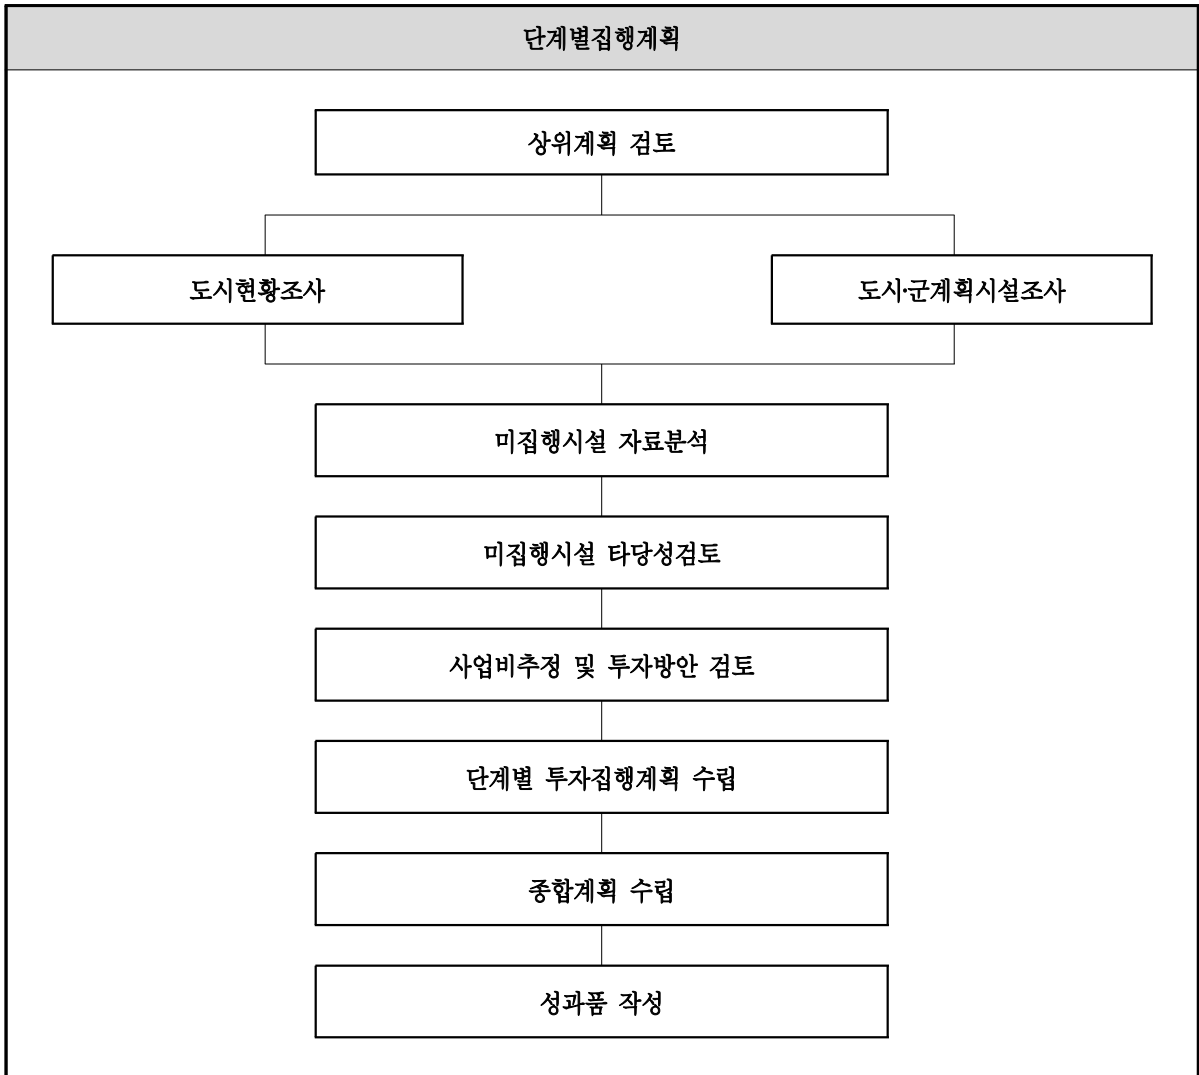 단계별집행계획
상위계획 검토
도시현황조사
도시·군계획시설조사
미집행시설 자료분석
미집행시설 타당성검토
사업비추정 및 투자방안 검토
단계별 투자집행계획 수립
종합계획 수립
성과품 작성